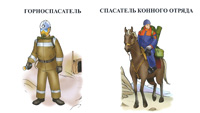 ГОРНОСПАСАТЕЛЬ
СПАСАТЕЛЬ КОННОГО ОТРЯДА